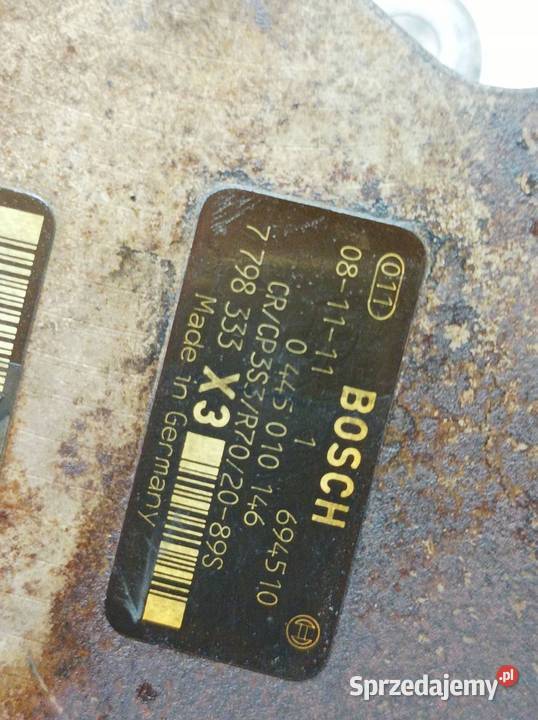 011 BOSCH
08-11-11 1 694510
0 445 010 146
CR/CP3S3/R70/20-89S
7 798 333 X3
Made in Germany
Sprzedajemy.pl